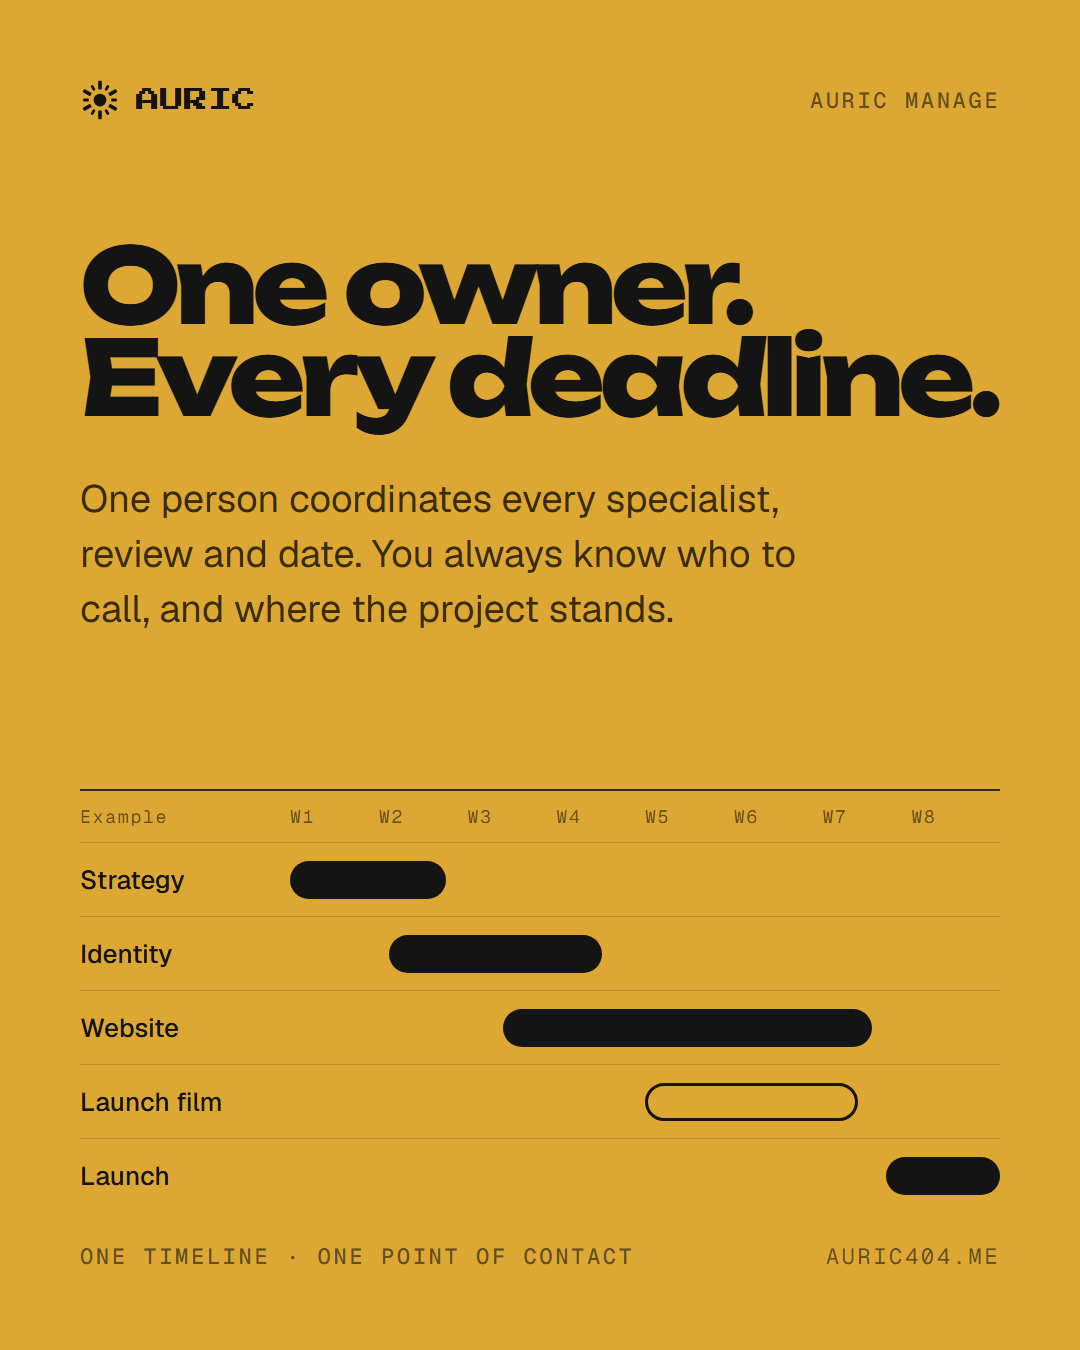 AURIC
AURIC MANAGE
One owner.
Every deadline.
One person coordinates every specialist,
review and date. You always know who to
call, and where the project stands.
Example W1 W2 W3 W4 W5 W6 W7 W8
Strategy
Identity
Website
Launch film
Launch
ONE TIMELINE · ONE POINT OF CONTACT
AURIC404.ME